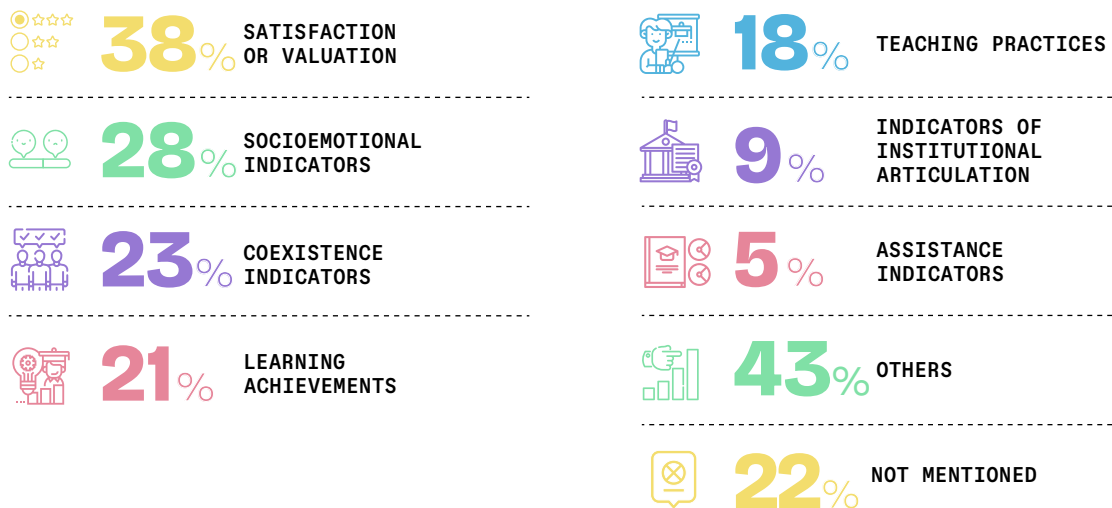 38%
SATISFACTION
OR VALUATION
28%
SOCIOEMOTIONAL
INDICATORS
23%
COEXISTENCE
INDICATORS
21%
LEARNING
ACHIEVEMENTS
18%
TEACHING PRACTICES
9%
INDICATORS OF
INSTITUTIONAL
ARTICULATION
5%
ASSISTANCE
INDICATORS
43%
OTHERS
22%
NOT MENTIONED